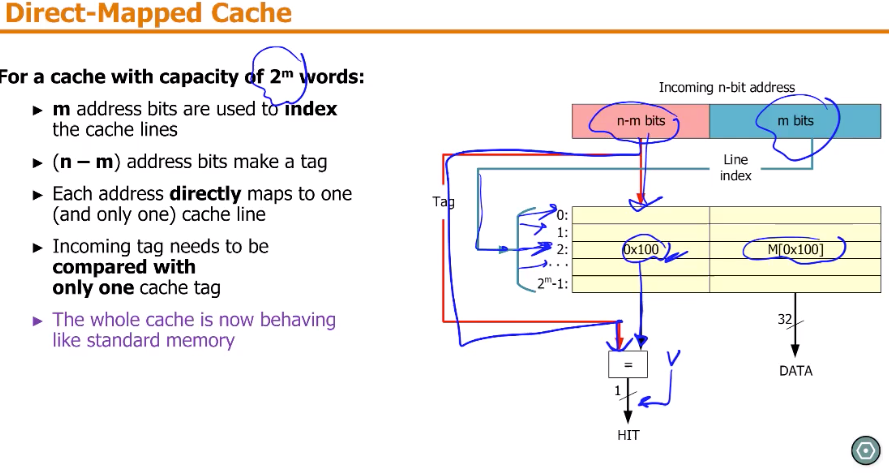 Direct-Mapped Cache
For a cache with capacity of 2ᵐ words:
► m address bits are used to index
the cache lines
► (n – m) address bits make a tag
► Each address directly maps to one
(and only one) cache line
► Incoming tag needs to be
compared with
only one cache tag
► The whole cache is now behaving
like standard memory
Incoming n-bit address
n-m bits
m bits
Line
index
Tag
0:
1:
2:
0x100
M[0x100]
...
2ᵐ-1:
32
=
V
DATA
1
HIT